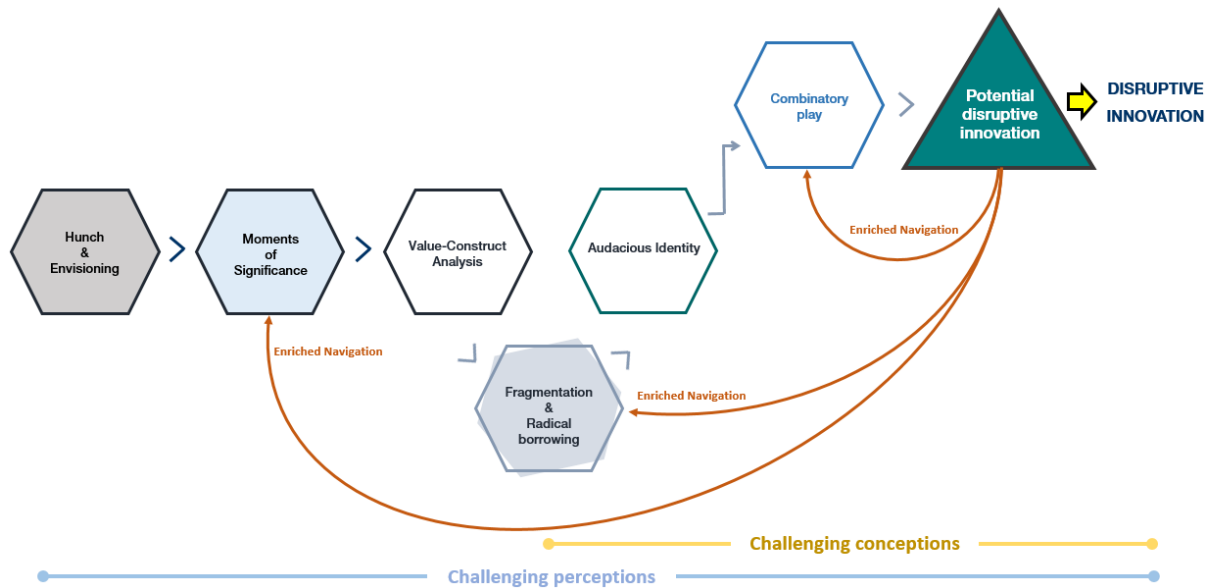 Hunch
&
Envisioning
Moments
of
Significance
Value-Construct
Analysis
Fragmentation
&
Radical
borrowing
Audacious Identity
Combinatory
play
Potential
disruptive
innovation
DISRUPTIVE
INNOVATION
Enriched Navigation
Enriched Navigation
Enriched Navigation
Challenging conceptions
Challenging perceptions